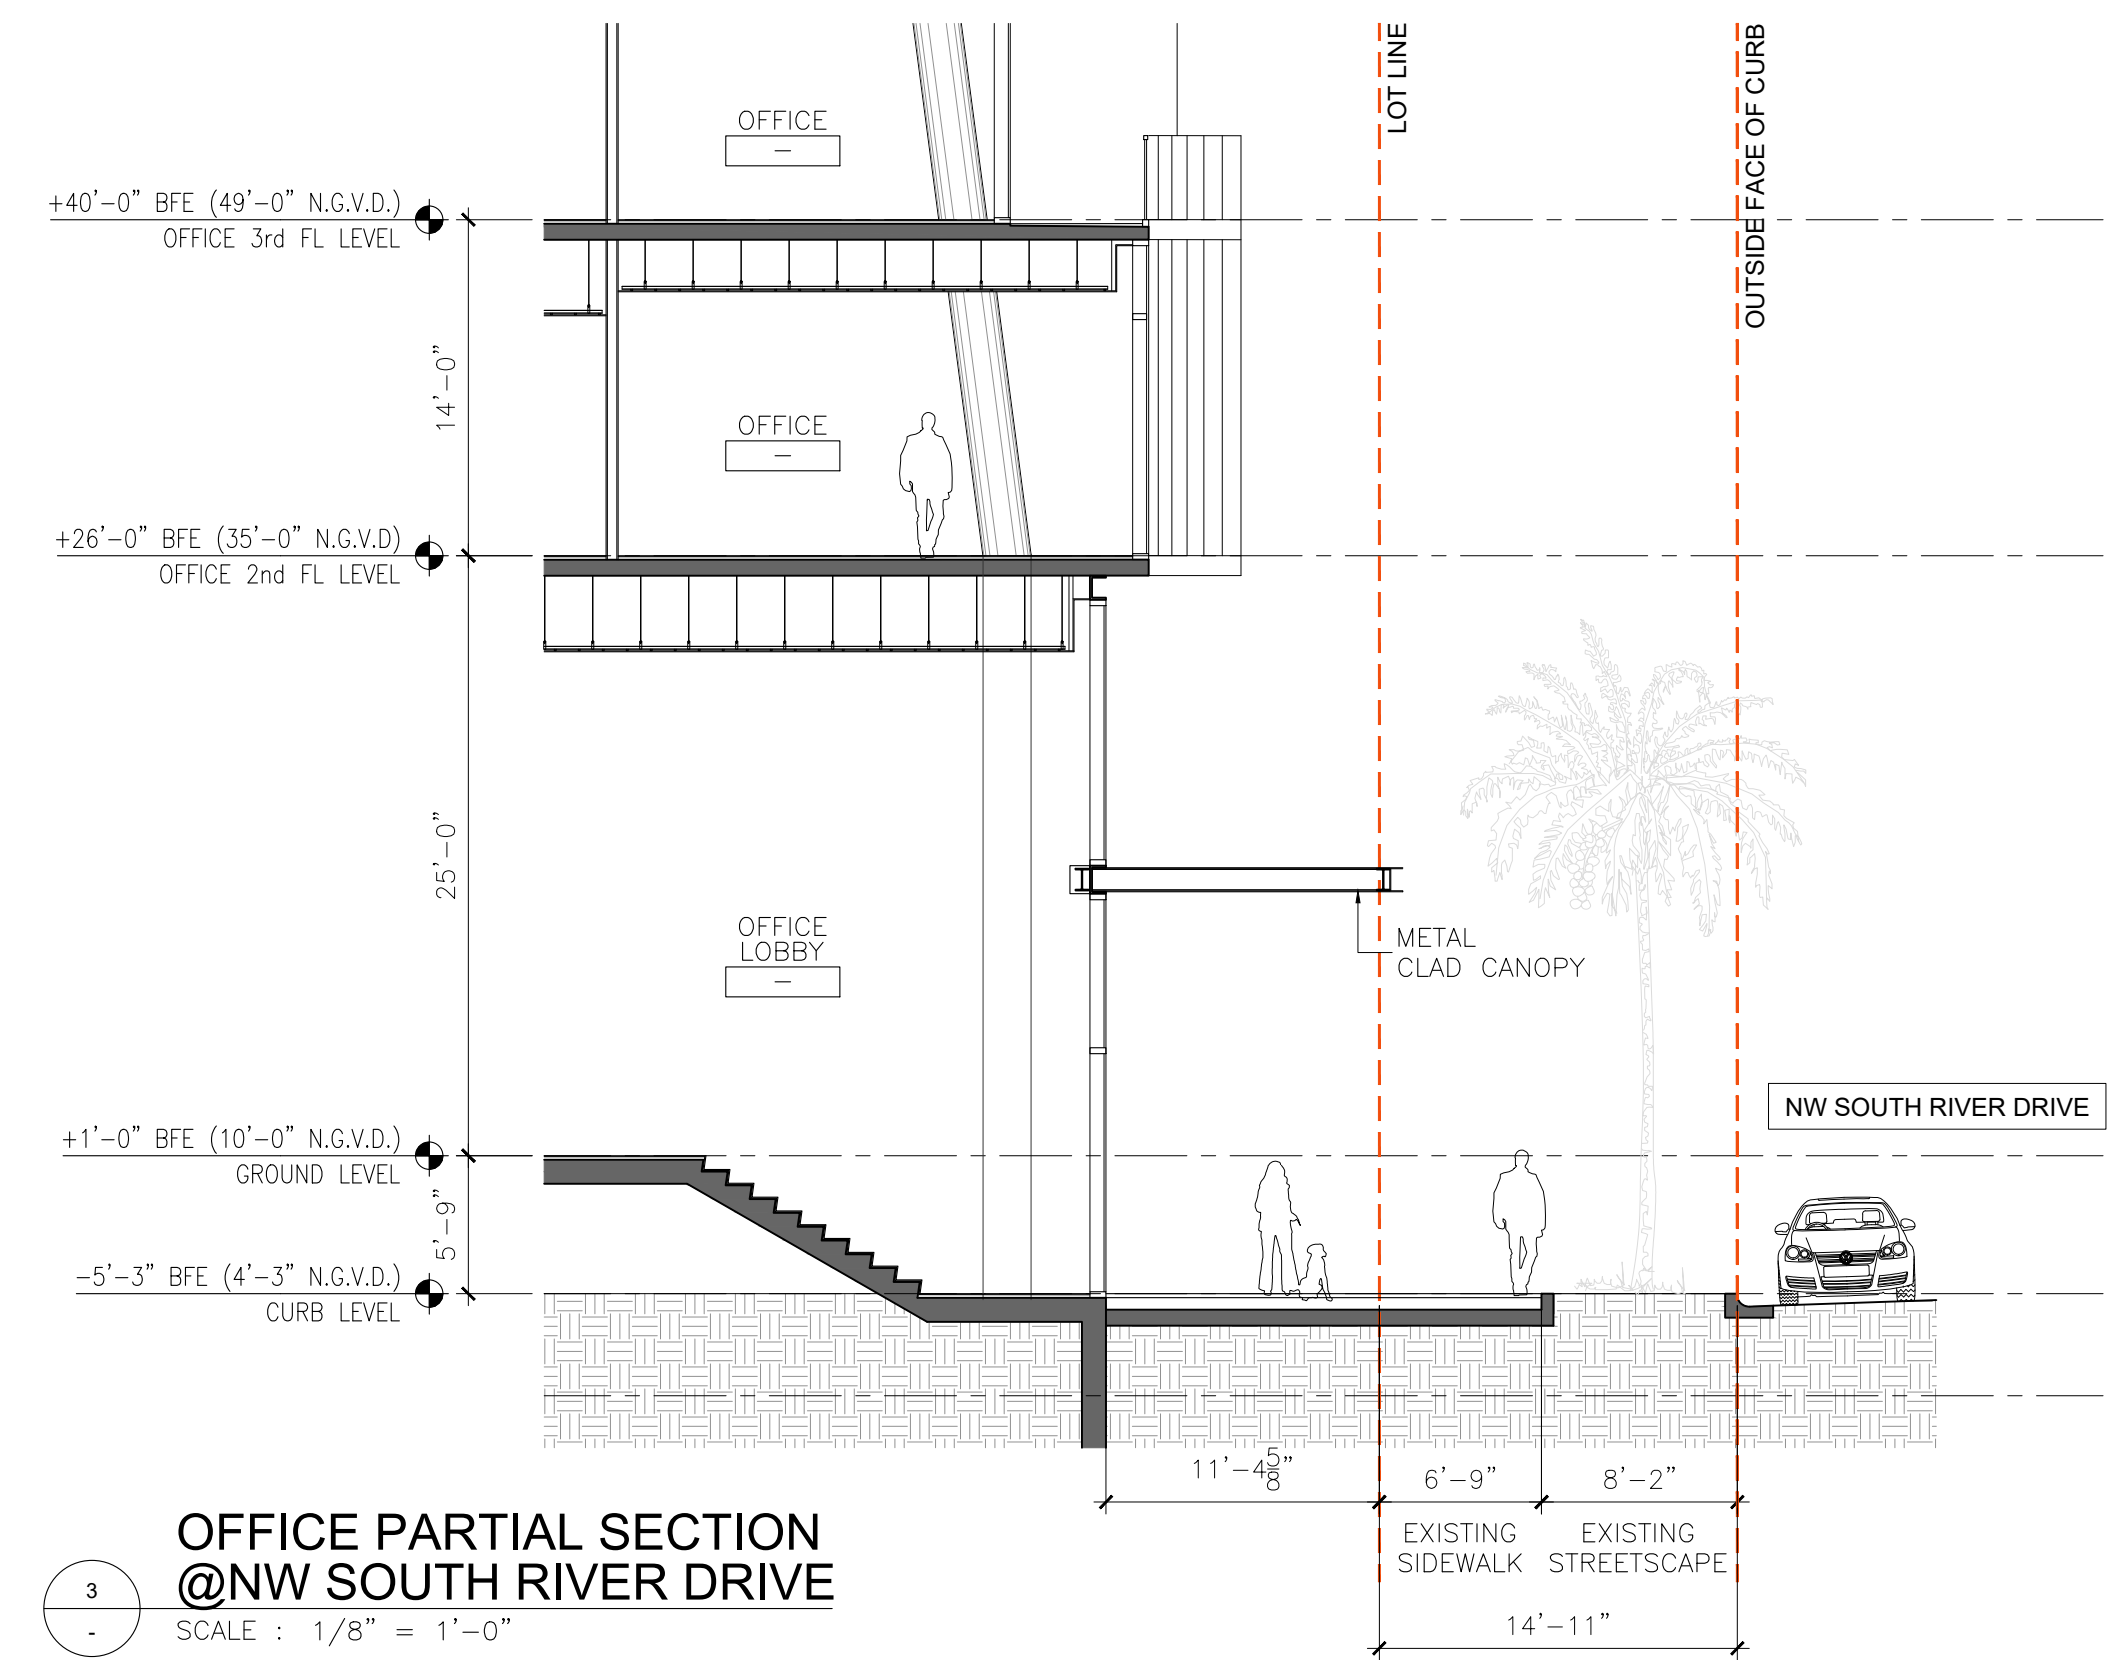 LOT LINE
OUTSIDE FACE OF CURB
OFFICE
–
+40'-0" BFE (49'-0" N.G.V.D.)
OFFICE 3rd FL LEVEL
14'-0"
OFFICE
–
+26'-0" BFE (35'-0" N.G.V.D)
OFFICE 2nd FL LEVEL
25'-0"
OFFICE
LOBBY
–
METAL
CLAD CANOPY
NW SOUTH RIVER DRIVE
+1'-0" BFE (10'-0" N.G.V.D.)
GROUND LEVEL
5'-9"
-5'-3" BFE (4'-3" N.G.V.D.)
CURB LEVEL
11'-4 5/8"
6'-9"
8'-2"
EXISTING
SIDEWALK
EXISTING
STREETSCAPE
14'-11"
OFFICE PARTIAL SECTION
@NW SOUTH RIVER DRIVE
3
-
SCALE : 1/8" = 1'-0"